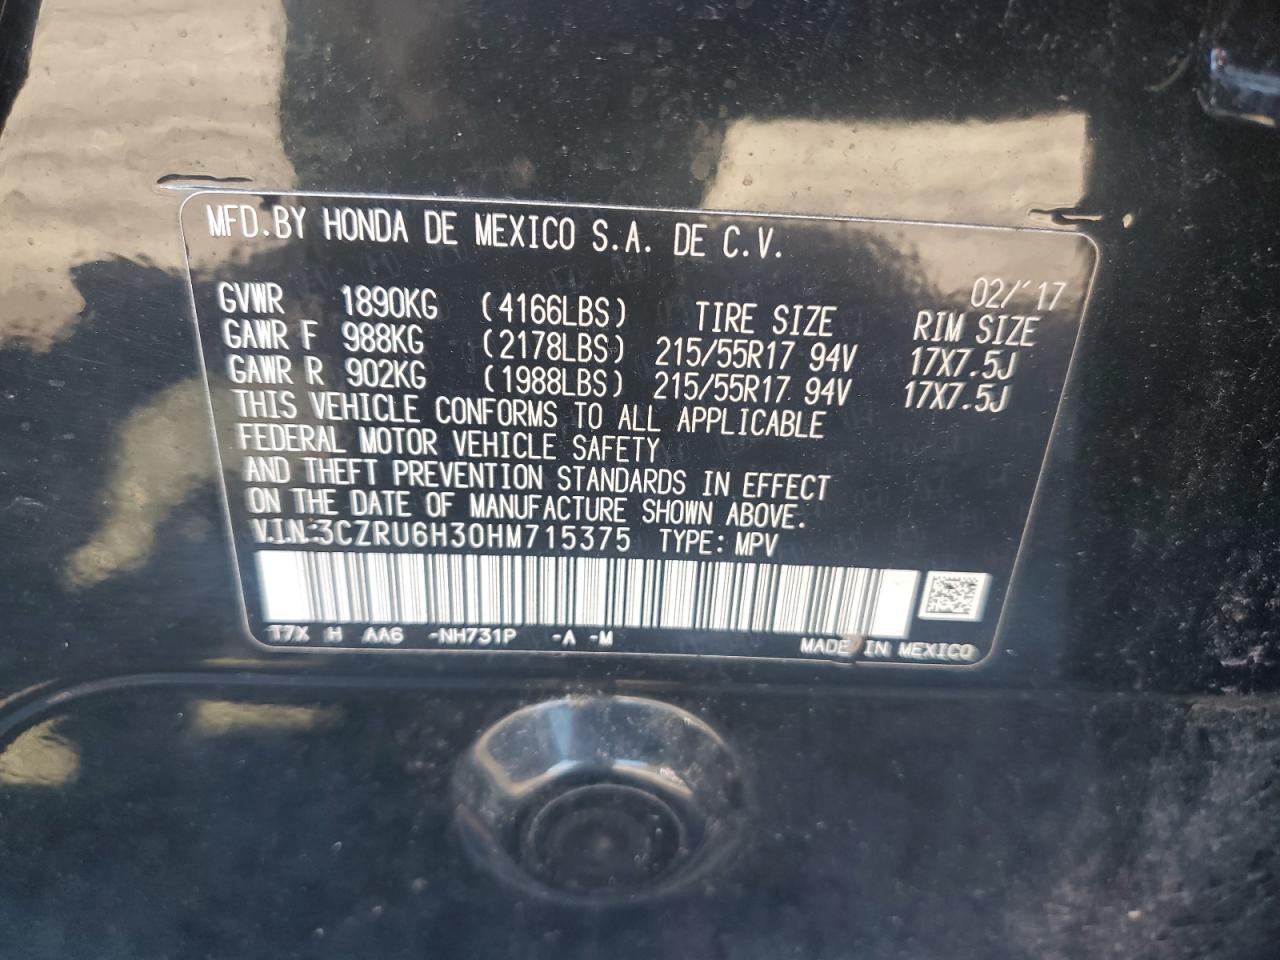 MFD.BY HONDA DE MEXICO S.A. DE C.V.
02/'17
GVWR 1890KG (4166LBS) TIRE SIZE RIM SIZE
GAWR F 988KG (2178LBS) 215/55R17 94V 17X7.5J
GAWR R 902KG (1988LBS) 215/55R17 94V 17X7.5J
THIS VEHICLE CONFORMS TO ALL APPLICABLE
FEDERAL MOTOR VEHICLE SAFETY
AND THEFT PREVENTION STANDARDS IN EFFECT
ON THE DATE OF MANUFACTURE SHOWN ABOVE.
V.I.N:3CZRU6H30HM715375 TYPE: MPV
T7X H AA6 -NH731P -A -M
MADE IN MEXICO